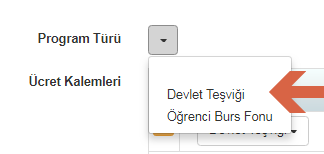 Program Türü
Ücret Kalemleri
Devlet Teşviği
Öğrenci Burs Fonu